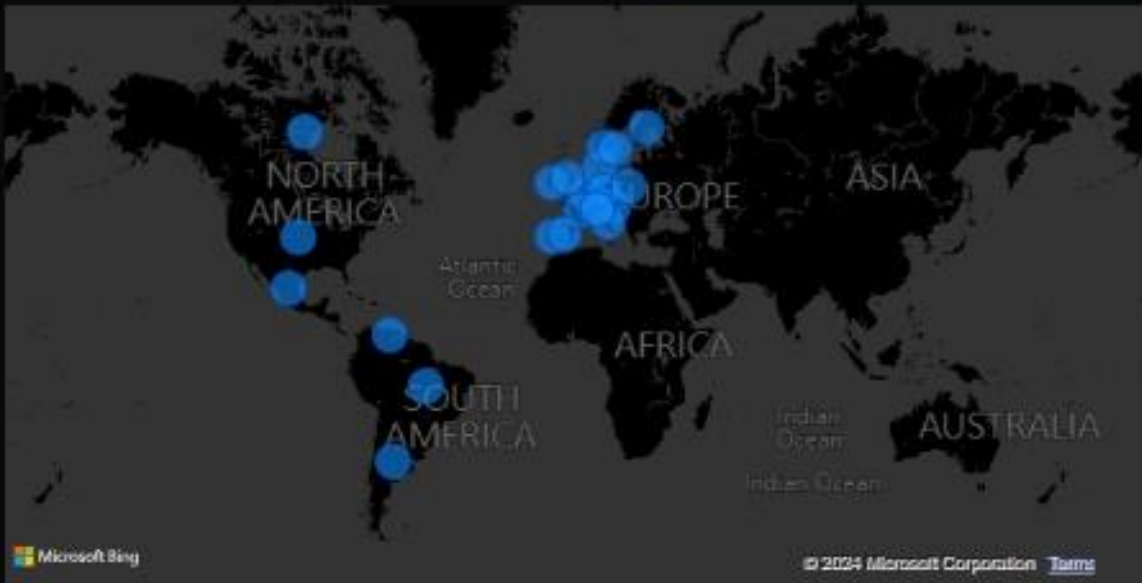 NORTH
AMERICA
EUROPE
ASIA
Atlantic
Ocean
AFRICA
SOUTH
AMERICA
Indian
Ocean
AUSTRALIA
Indian Ocean
Microsoft Bing
© 2024 Microsoft Corporation Terms